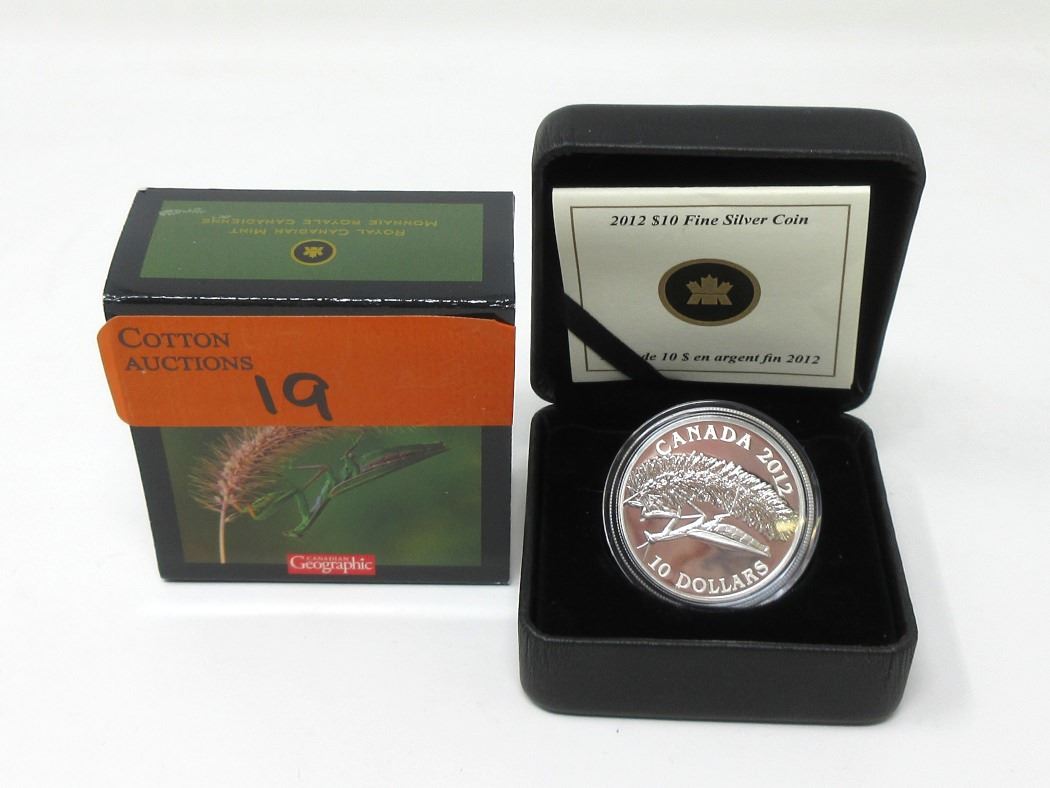 ROYAL CANADIAN MINT
MONNAIE ROYALE CANADIENNE
COTTON
AUCTIONS
19
CANADIAN
Geographic
2012 $10 Fine Silver Coin
de 10 $ en argent fin 2012
CANADA 2012
10 DOLLARS